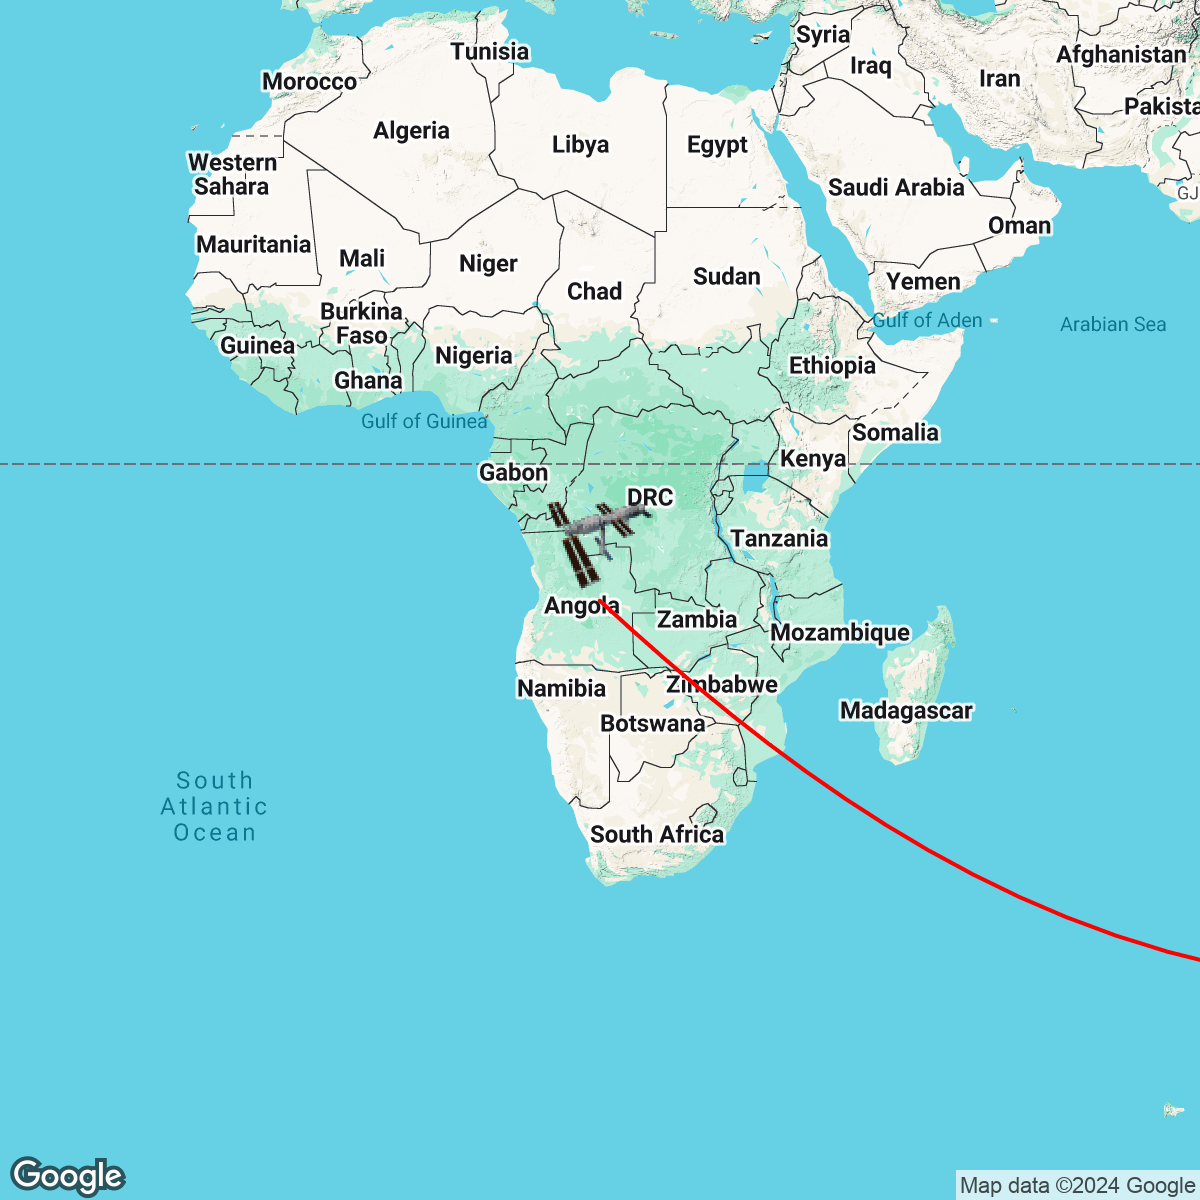 Syria
Tunisia
Afghanistan
Iraq
Iran
Morocco
Pakista
Algeria
Libya
Egypt
Western
Sahara
Saudi Arabia
GJ
Oman
Mauritania
Mali
Niger
Sudan
Yemen
Chad
Burkina
Faso
Gulf of Aden
Arabian Sea
Guinea
Nigeria
Ethiopia
Ghana
Gulf of Guinea
Somalia
Kenya
Gabon
DRC
Tanzania
Angola
Zambia
Mozambique
Namibia
Zimbabwe
Madagascar
Botswana
South
Atlantic
Ocean
South Africa
Google
Map data ©2024 Google